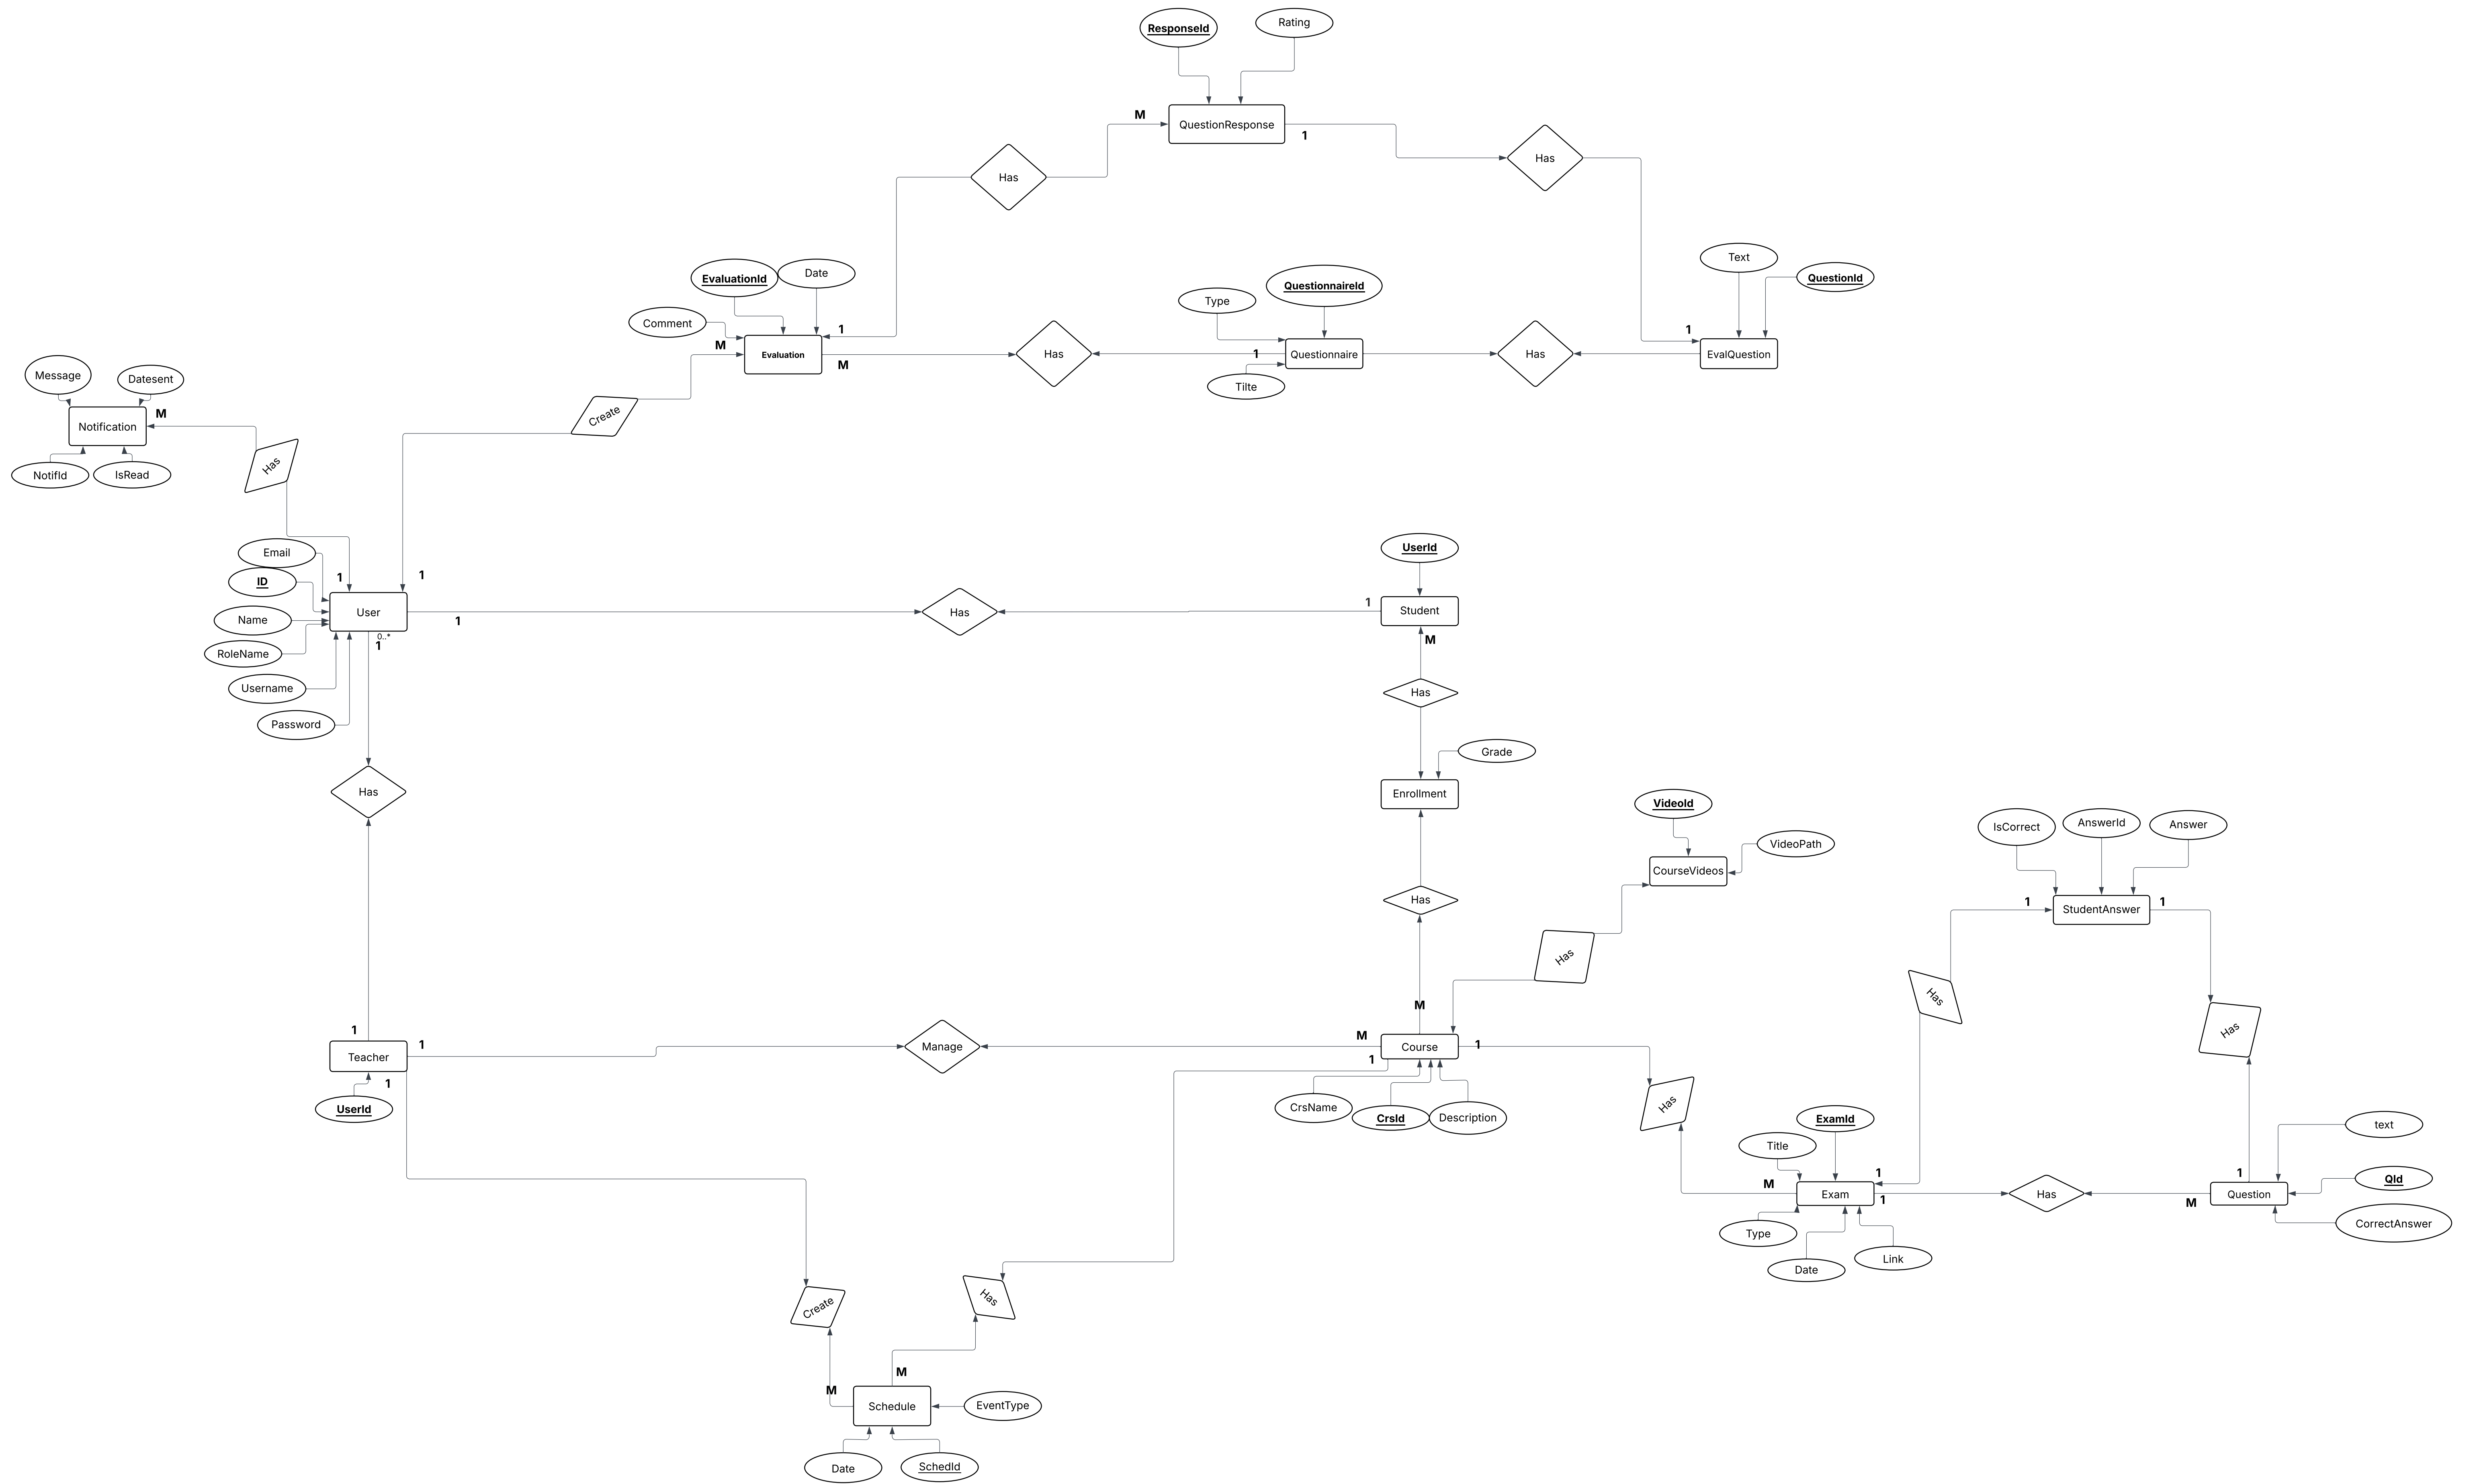 ResponseId
Rating
M
QuestionResponse
1
Has
Has
Text
QuestionId
EvaluationId
Date
Comment
Type
QuestionnaireId
1
M
Evaluation
M
Has
1
Questionnaire
Tilte
Has
1
EvalQuestion
Message
Datesent
M
Notification
NotifId
IsRead
Has
Create
Email
ID
Name
RoleName
Username
Password
1
1
User
1
0..*
1
Has
UserId
1
Student
M
Has
Grade
Enrollment
Has
Has
VideoId
VideoPath
CourseVideos
Has
IsCorrect
AnswerId
Answer
1
StudentAnswer
1
Has
Has
1
Teacher
1
1
UserId
Manage
M
M
Course
1
1
CrsName
CrsId
Description
Has
ExamId
Title
M
Exam
1
1
Type
Date
Link
Has
1
M
Question
text
QId
CorrectAnswer
Create
Has
M
M
Schedule
EventType
Date
SchedId